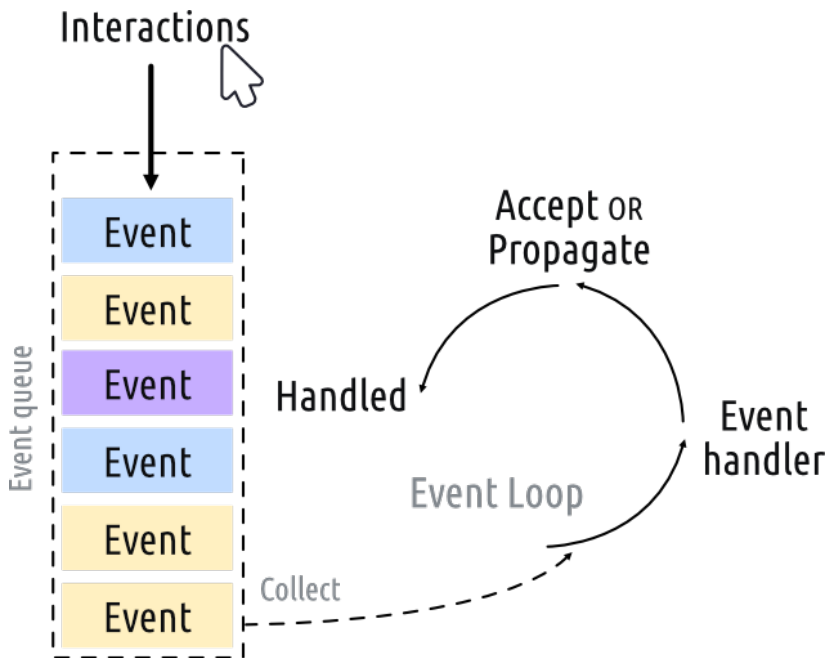 Interactions
Event
Event
Event
Event
Event
Event
Event queue
Collect
Event Loop
Event
handler
Accept OR
Propagate
Handled